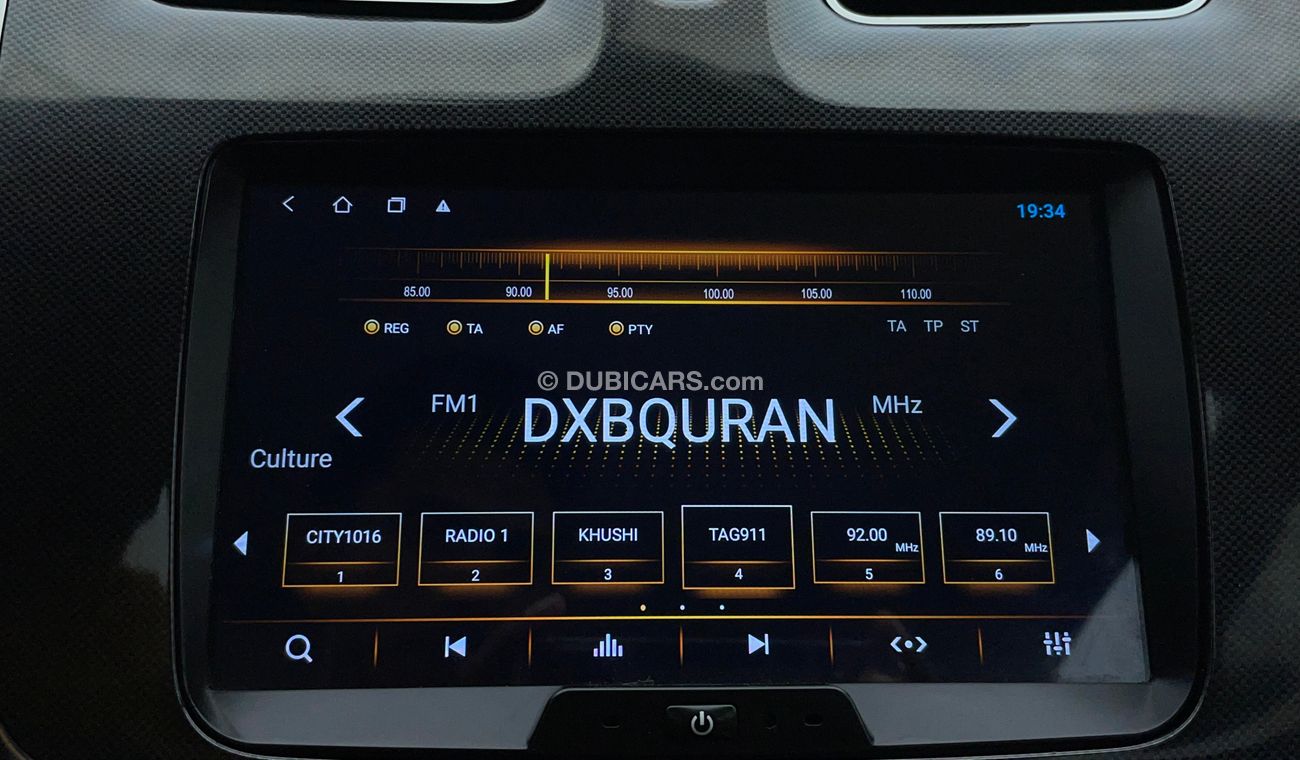 19:34
85.00 90.00 95.00 100.00 105.00 110.00
REG TA AF PTY TA TP ST
© DUBICARS.com
FM1 DXBQURAN MHz
Culture
CITY1016 RADIO 1 KHUSHI TAG911 92.00 MHz 89.10 MHz
1 2 3 4 5 6